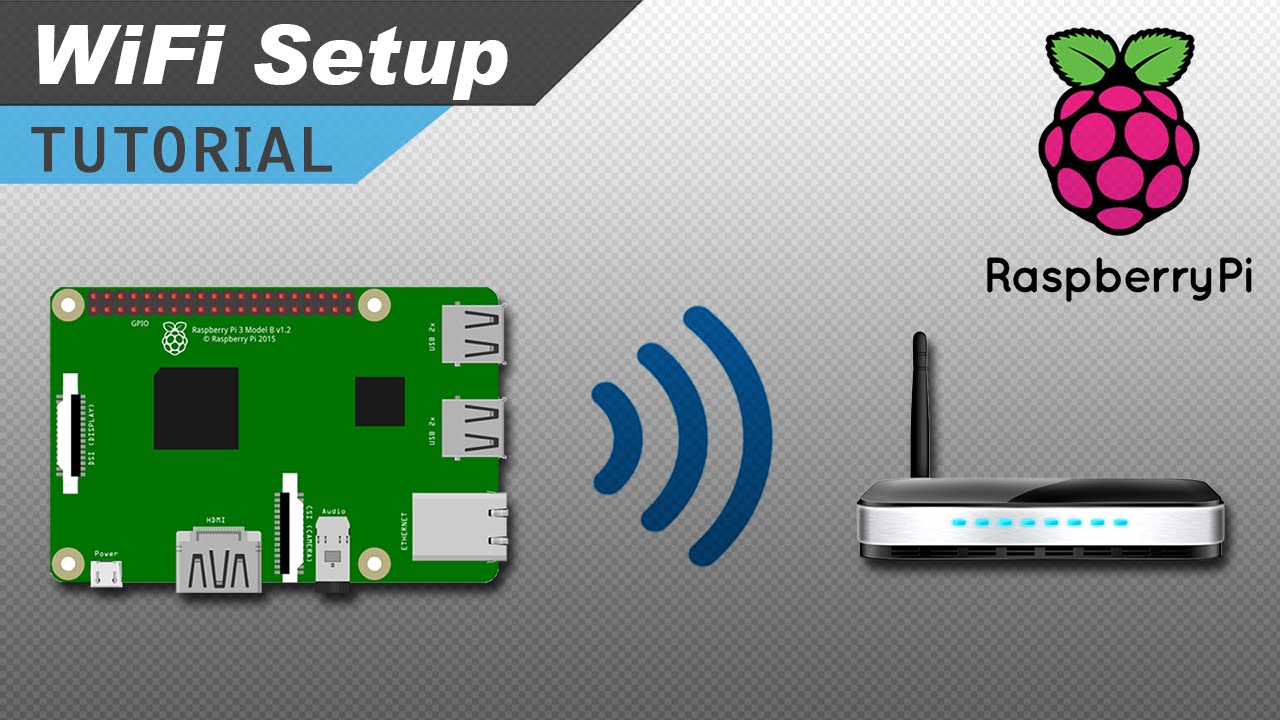 WiFi Setup
TUTORIAL
RaspberryPi
GPIO
Raspberry Pi 3 Model B v1.2
© Raspberry Pi 2015
USB 2x
DSI (DISPLAY)
USB 2x
CSI (CAMERA)
Audio
ETHERNET
HDMI
Power